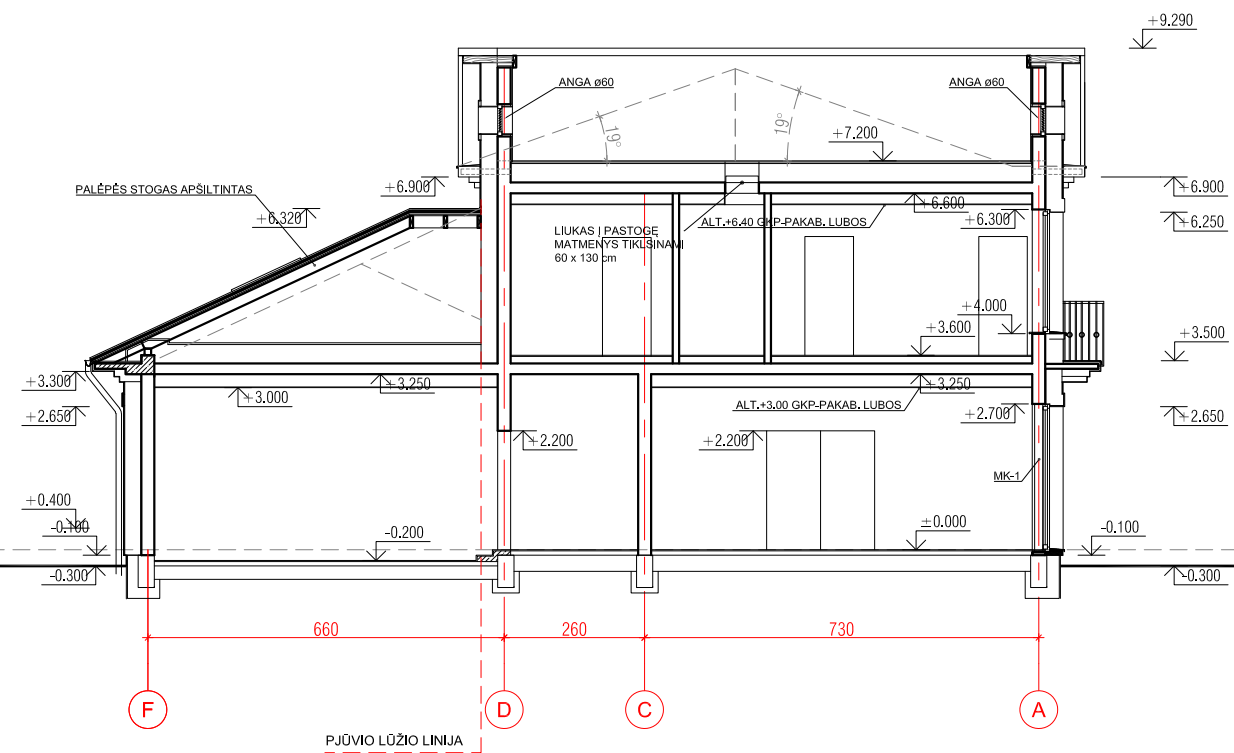 +9.290
ANGA ø60
ANGA ø60
19°
19°
+7.200
PALĖPĖS STOGAS APŠILTINTAS
+6.900
+6.900
+6.600
+6.320
+6.300
+6.250
ALT.+6.40 GKP-PAKAB. LUBOS
LIUKAS Į PASTOGĘ
MATMENYS TIKLSINAMI
60 x 130 cm
+4.000
+3.600
+3.500
+3.300
+3.250
+3.250
+3.000
ALT.+3.00 GKP-PAKAB. LUBOS
+2.650
+2.700
+2.650
+2.200
+2.200
MK-1
+0.400
-0.100
-0.200
±0.000
-0.100
-0.300
-0.300
660
260
730
F
D
C
A
PJŪVIO LŪŽIO LINIJA